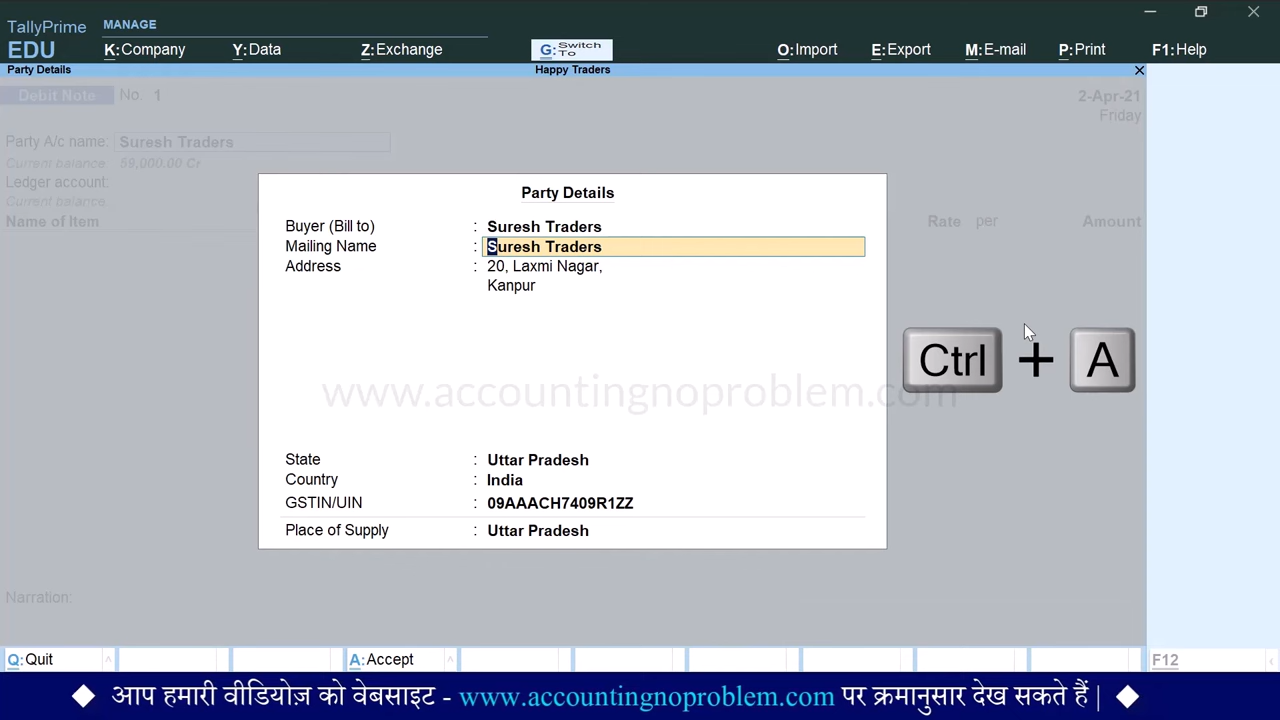 TallyPrime MANAGE
EDU K:Company Y:Data Z:Exchange G:Switch To O:Import E:Export M:E-mail P:Print F1:Help
Party Details Happy Traders
Debit Note No. 1 2-Apr-21
Friday
Party A/c name: Suresh Traders
Current balance: 59,000.00 Cr
Ledger account:
Current balance:
Name of Item Rate per Amount
Party Details
Buyer (Bill to) : Suresh Traders
Mailing Name : Suresh Traders
Address : 20, Laxmi Nagar,
Kanpur
Ctrl + A
www.accountingnoproblem.com
State : Uttar Pradesh
Country : India
GSTIN/UIN : 09AAACH7409R1ZZ
Place of Supply : Uttar Pradesh
Narration:
Q:Quit A:Accept F12
आप हमारी वीडियोज़ को वेबसाइट - www.accountingnoproblem.com पर क्रमानुसार देख सकते हैं |